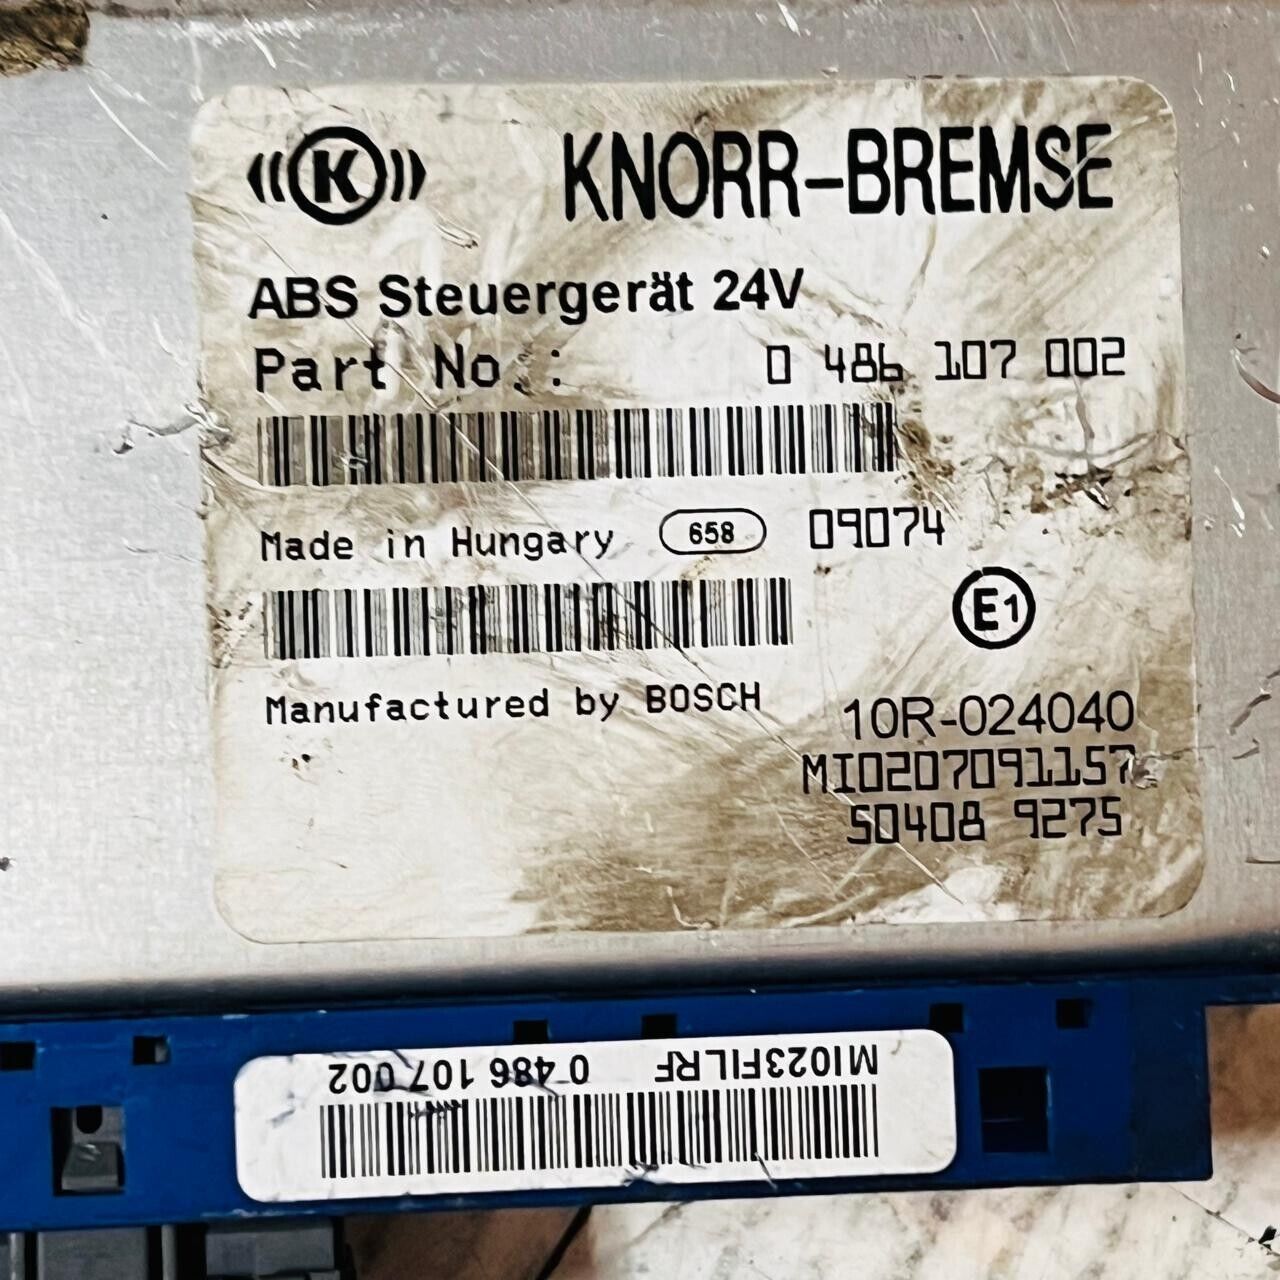 K KNORR-BREMSE
ABS Steuergerät 24V
Part No.: 0 486 107 002
Made in Hungary 658 09074
E1
Manufactured by BOSCH
10R-024040
MI0207091157
50408 9275
MI023FILRF 0 486 107 002